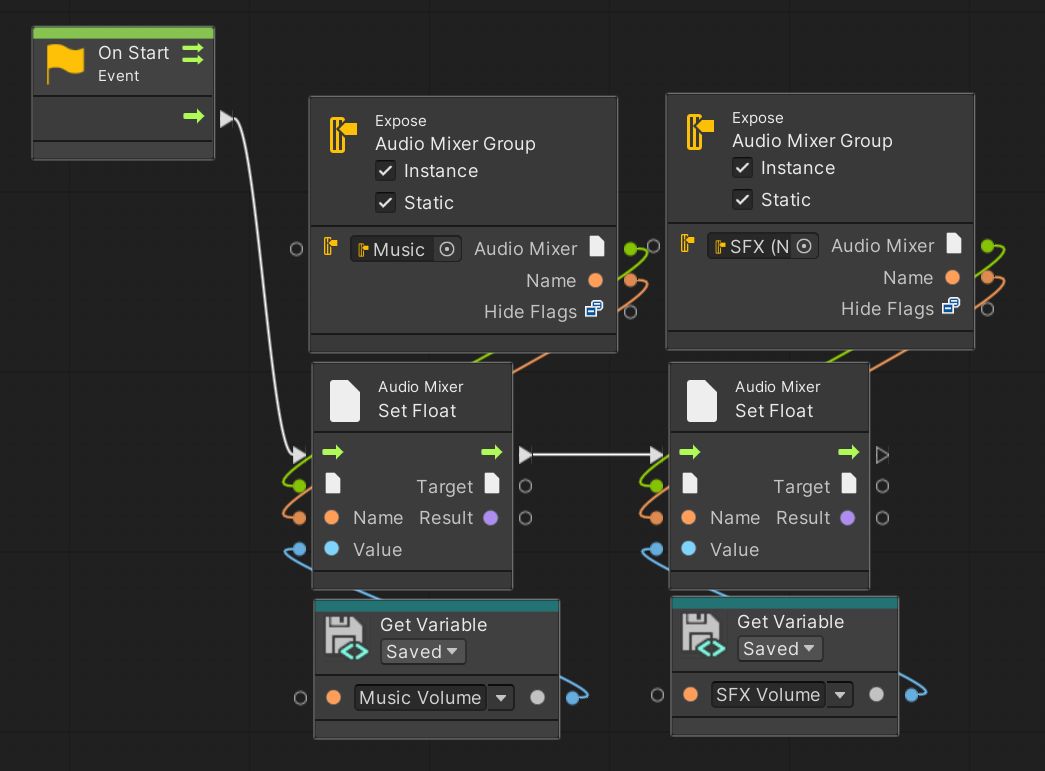 On Start
Event
Expose
Audio Mixer Group
Instance
Static
Music
Audio Mixer
Name
Hide Flags
Expose
Audio Mixer Group
Instance
Static
SFX (N
Audio Mixer
Name
Hide Flags
Audio Mixer
Set Float
Target
Name Result
Value
Audio Mixer
Set Float
Target
Name Result
Value
Get Variable
Saved
Music Volume
Get Variable
Saved
SFX Volume